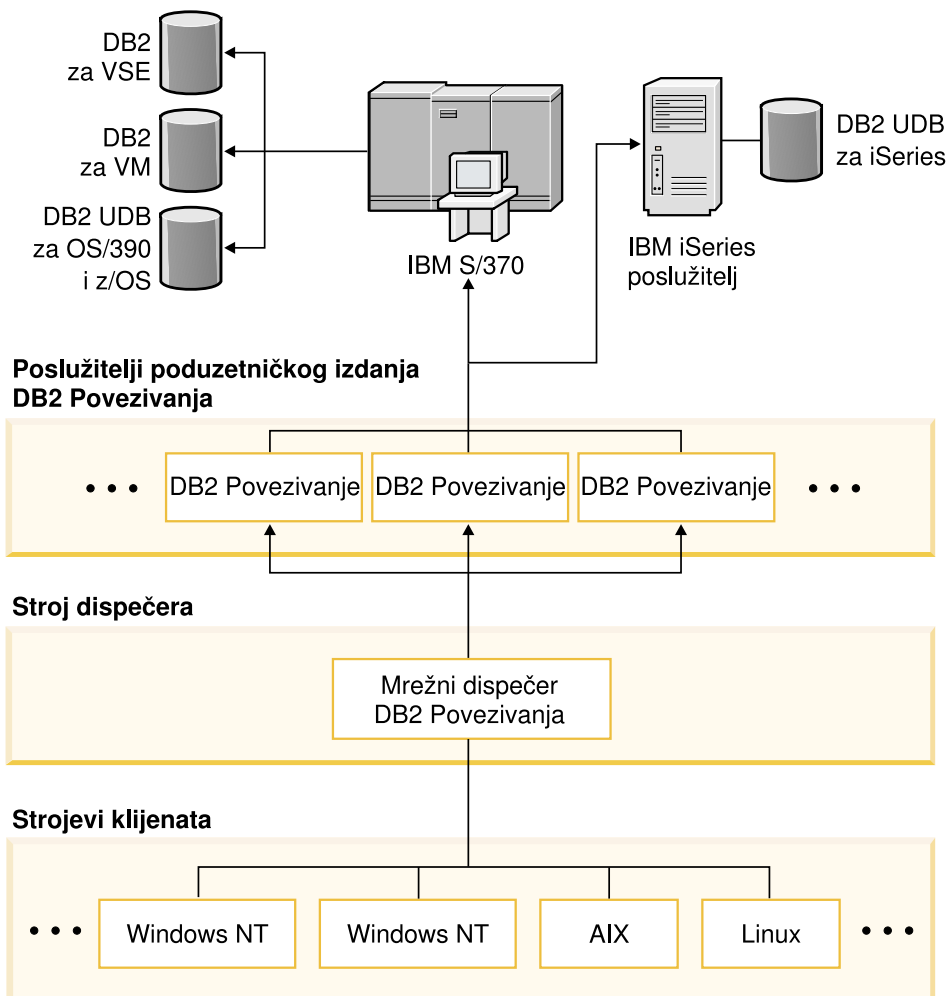 DB2
za VSE
DB2
za VM
DB2 UDB
za OS/390
i z/OS
IBM S/370
DB2 UDB
za iSeries
IBM iSeries
poslužitelj
Poslužitelji poduzetničkog izdanja
DB2 Povezivanja
DB2 Povezivanje
DB2 Povezivanje
DB2 Povezivanje
Stroj dispečera
Mrežni dispečer
DB2 Povezivanja
Strojevi klijenata
Windows NT
Windows NT
AIX
Linux